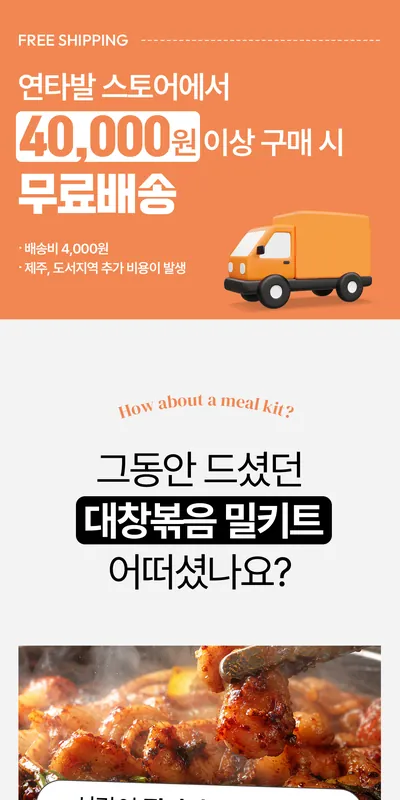 FREE SHIPPING
연타발 스토어에서
40,000원 이상 구매 시
무료배송
· 배송비 4,000원
· 제주, 도서지역 추가 비용이 발생
How about a meal kit?
그동안 드셨던
대창볶음 밀키트
어떠셨나요?